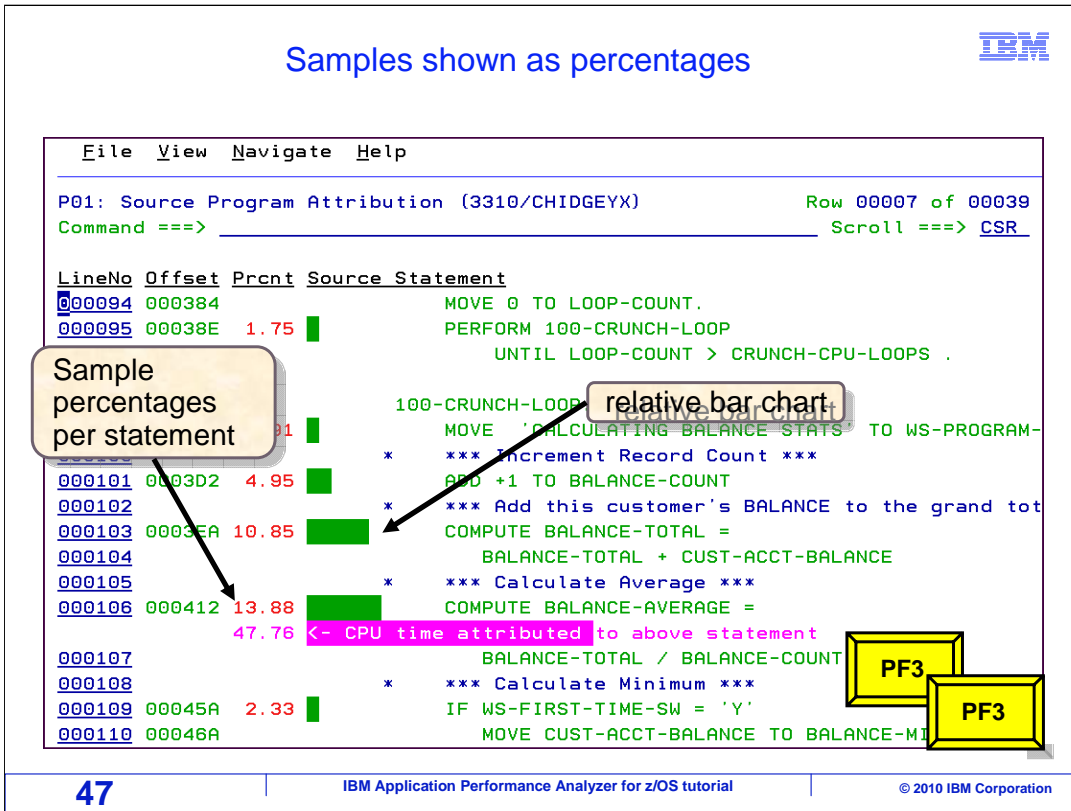 Samples shown as percentages
IBM
File View Navigate Help
P01: Source Program Attribution (3310/CHIDGEYX) Row 00007 of 00039
Command ===> Scroll ===> CSR
LineNo Offset Prcnt Source Statement
000094 000384 MOVE 0 TO LOOP-COUNT.
000095 00038E 1.75 PERFORM 100-CRUNCH-LOOP
UNTIL LOOP-COUNT > CRUNCH-CPU-LOOPS .
Sample
percentages
per statement
relative bar chart
100-CRUNCH-LOOP
91 MOVE 'CALCULATING BALANCE STATS' TO WS-PROGRAM-
* *** Increment Record Count ***
000101 0003D2 4.95 ADD +1 TO BALANCE-COUNT
000102 * *** Add this customer's BALANCE to the grand tot
000103 0003EA 10.85 COMPUTE BALANCE-TOTAL =
000104 BALANCE-TOTAL + CUST-ACCT-BALANCE
000105 * *** Calculate Average ***
000106 000412 13.88 COMPUTE BALANCE-AVERAGE =
47.76 <- CPU time attributed to above statement
000107 BALANCE-TOTAL / BALANCE-COUNT
000108 * *** Calculate Minimum ***
000109 00045A 2.33 IF WS-FIRST-TIME-SW = 'Y'
000110 00046A MOVE CUST-ACCT-BALANCE TO BALANCE-MI
PF3
PF3
47 IBM Application Performance Analyzer for z/OS tutorial © 2010 IBM Corporation